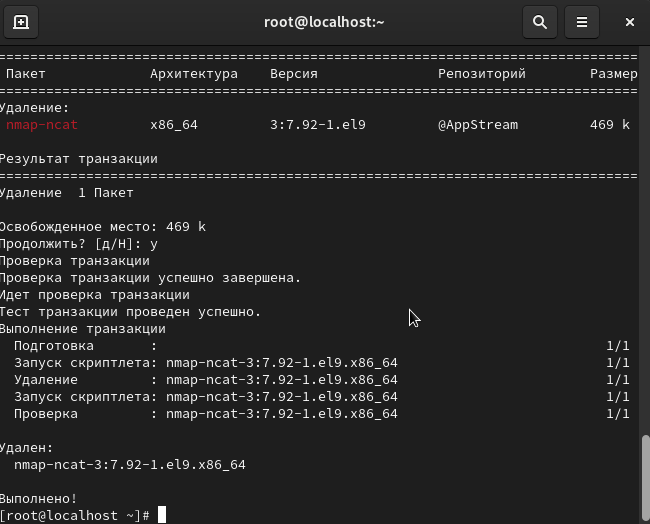 root@localhost:~
================================================================================
Пакет Архитектура Версия Репозиторий Размер
================================================================================
Удаление:
nmap-ncat x86_64 3:7.92-1.el9 @AppStream 469 k

Результат транзакции
================================================================================
Удаление  1 Пакет

Освобожденное место: 469 k
Продолжить? [д/Н]: y
Проверка транзакции
Проверка транзакции успешно завершена.
Идет проверка транзакции
Тест транзакции проведен успешно.
Выполнение транзакции
Подготовка : 1/1
Запуск скриптлета: nmap-ncat-3:7.92-1.el9.x86_64 1/1
Удаление : nmap-ncat-3:7.92-1.el9.x86_64 1/1
Запуск скриптлета: nmap-ncat-3:7.92-1.el9.x86_64 1/1
Проверка : nmap-ncat-3:7.92-1.el9.x86_64 1/1

Удален:
nmap-ncat-3:7.92-1.el9.x86_64

Выполнено!
[root@localhost ~]#